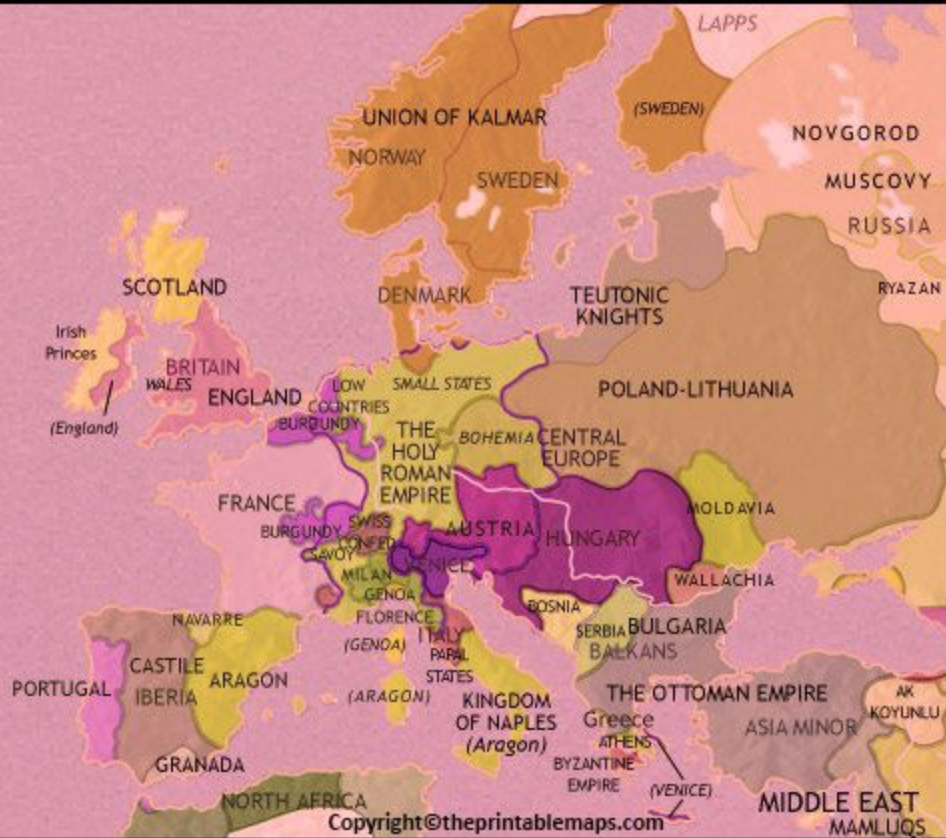 LAPPS
UNION OF KALMAR
(SWEDEN)
NOVGOROD
NORWAY
SWEDEN
MUSCOVY
RUSSIA
SCOTLAND
DENMARK
TEUTONIC
KNIGHTS
RYAZAN
Irish
Princes
BRITAIN
WALES
ENGLAND
(England)
LOW
COUNTRIES
BURGUNDY
SMALL STATES
POLAND-LITHUANIA
THE
HOLY
ROMAN
EMPIRE
BOHEMIA
CENTRAL
EUROPE
FRANCE
BURGUNDY
SWISS
CONFED
SAVOY
AUSTRIA
HUNGARY
MOLDAVIA
VENICE
MILAN
GENOA
FLORENCE
WALLACHIA
BOSNIA
SERBIA
BULGARIA
BALKANS
NAVARRE
(GENOA)
ITALY
PAPAL
STATES
PORTUGAL
CASTILE
IBERIA
ARAGON
(ARAGON)
KINGDOM
OF NAPLES
(Aragon)
THE OTTOMAN EMPIRE
ASIA MINOR
AK
KOYUNLU
Greece
ATHENS
BYZANTINE
EMPIRE
(VENICE)
GRANADA
NORTH AFRICA
MIDDLE EAST
MAMLUQS
Copyright©theprintablemaps.com